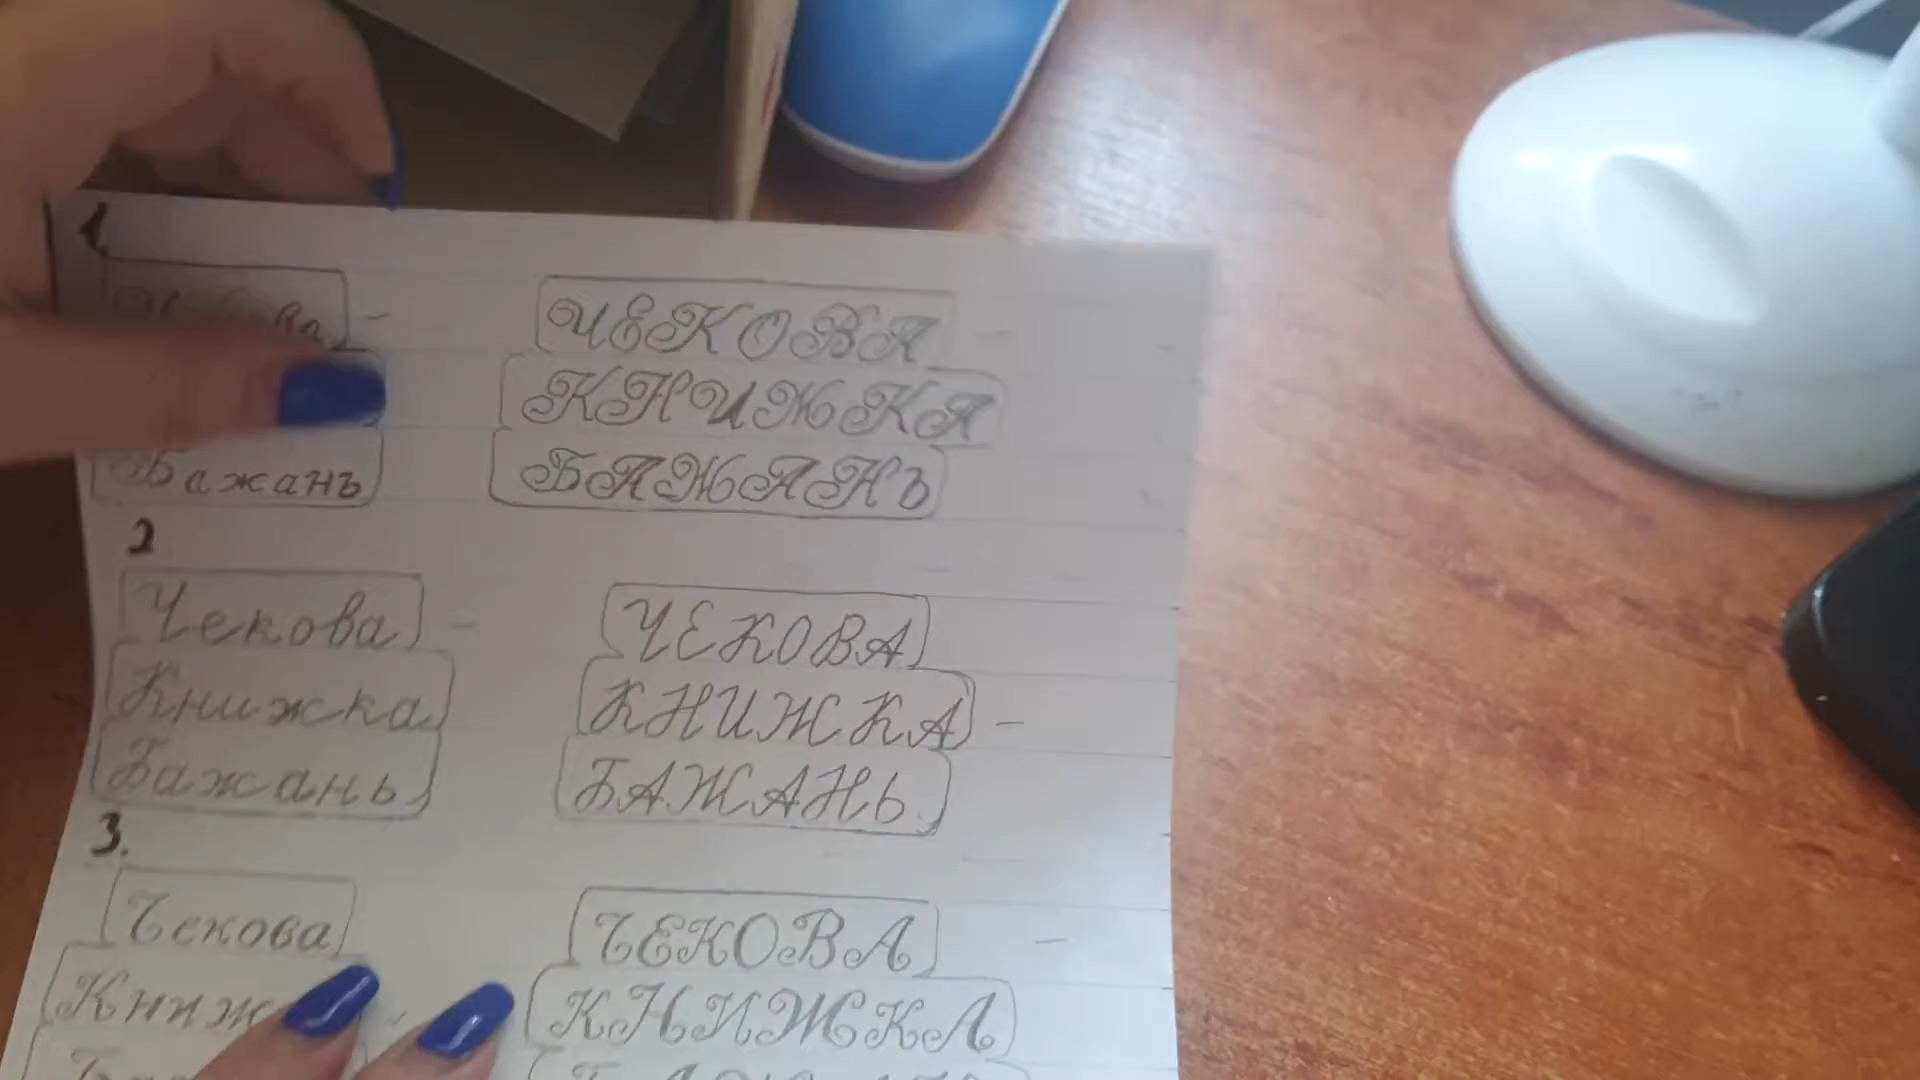 1.
ЧЕКОВА
КНИЖКА
Бажанъ БАЖАНЪ
2
Чекова ЧЕКОВА
Книжка КНИЖКА
Бажань БАЖАНЬ
3.
Чекова ЧЕКОВА
КНИЖКА